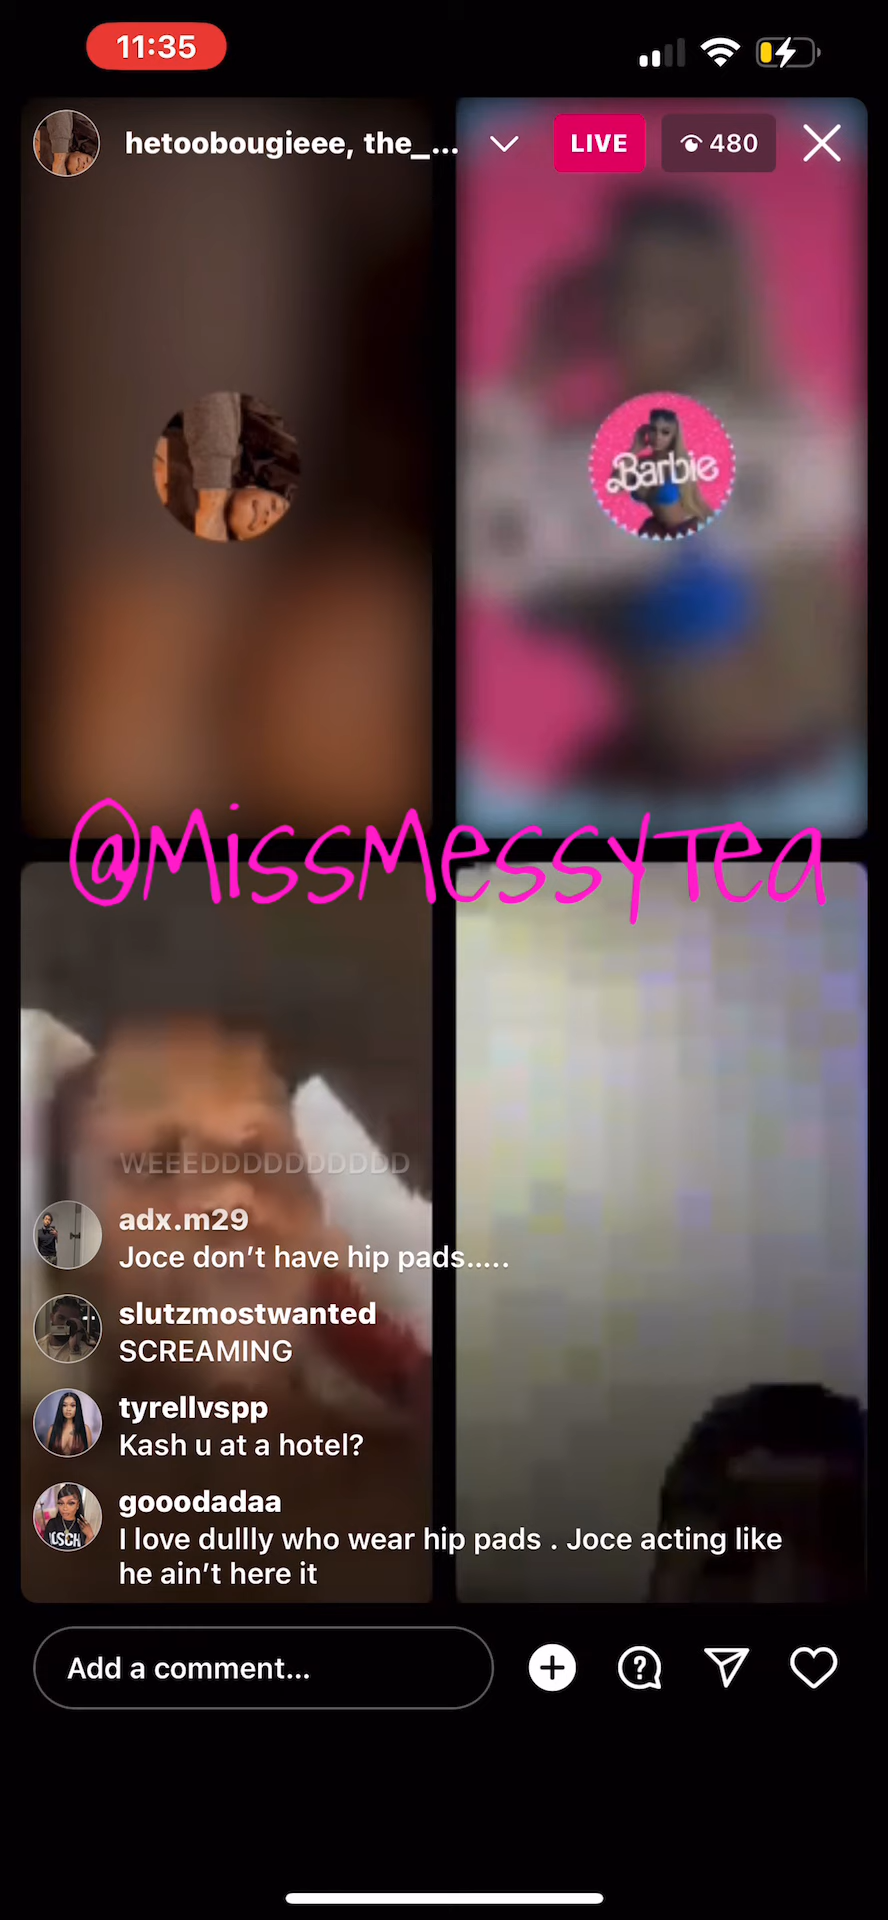 11:35
hetoobougieee, the_...
LIVE
480
Barbie
@MissMessyTea
WEEEDDDDDDDDDD
adx.m29
Joce don’t have hip pads.....
slutzmostwanted
SCREAMING
tyrellvspp
Kash u at a hotel?
gooodadaa
I love dullly who wear hip pads . Joce acting like
he ain’t here it
Add a comment...